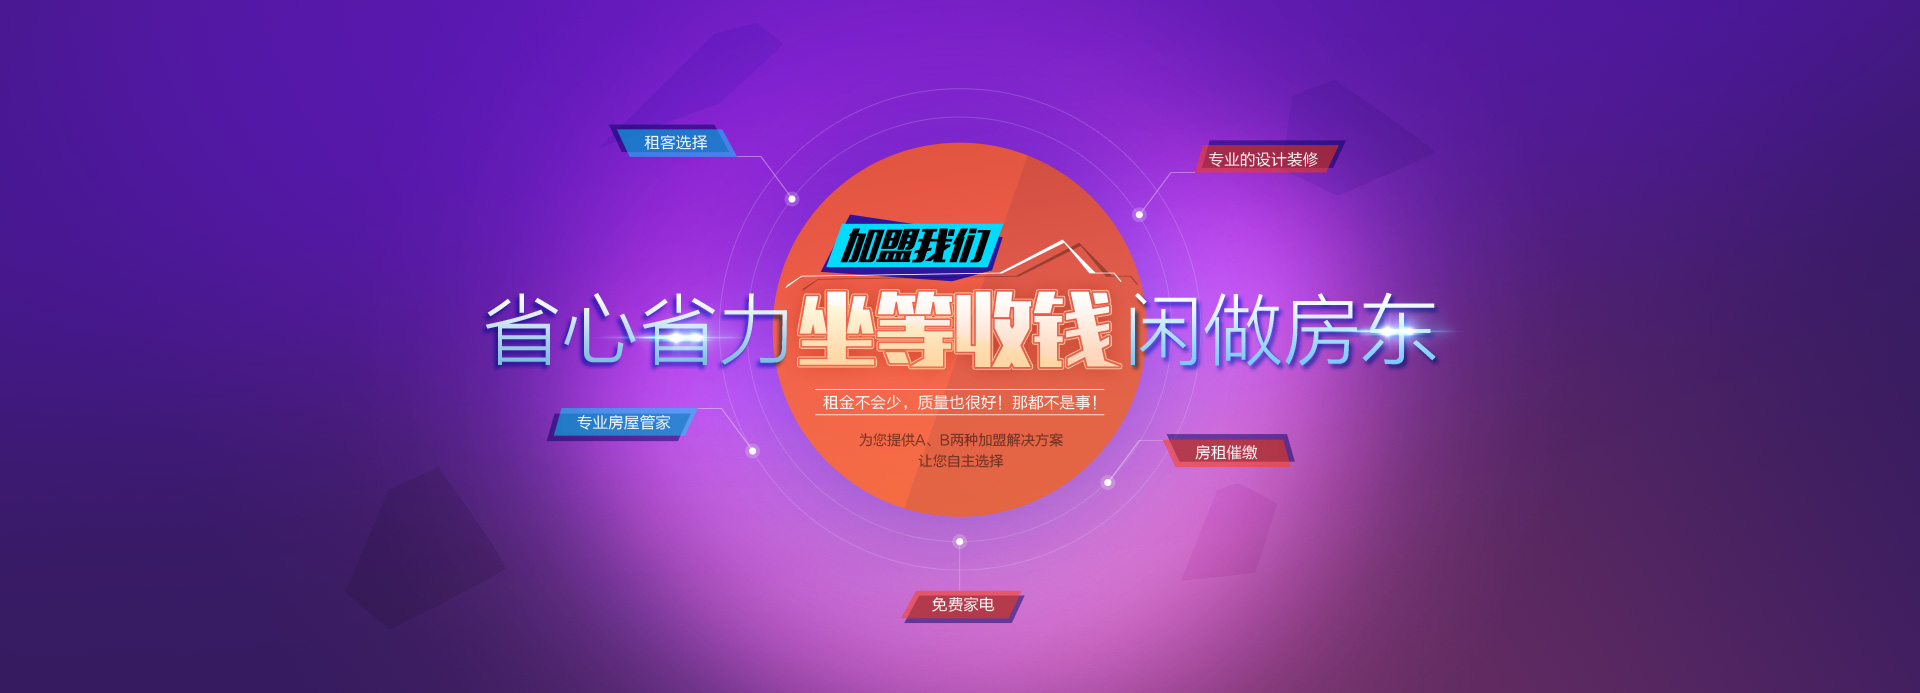 租客选择
专业的设计装修
加盟我们
省心省力坐等收钱闲做房东
租金不会少，质量也很好！那都不是事！
专业房屋管家
为您提供A、B两种加盟解决方案
让您自主选择
房租催缴
免费家电